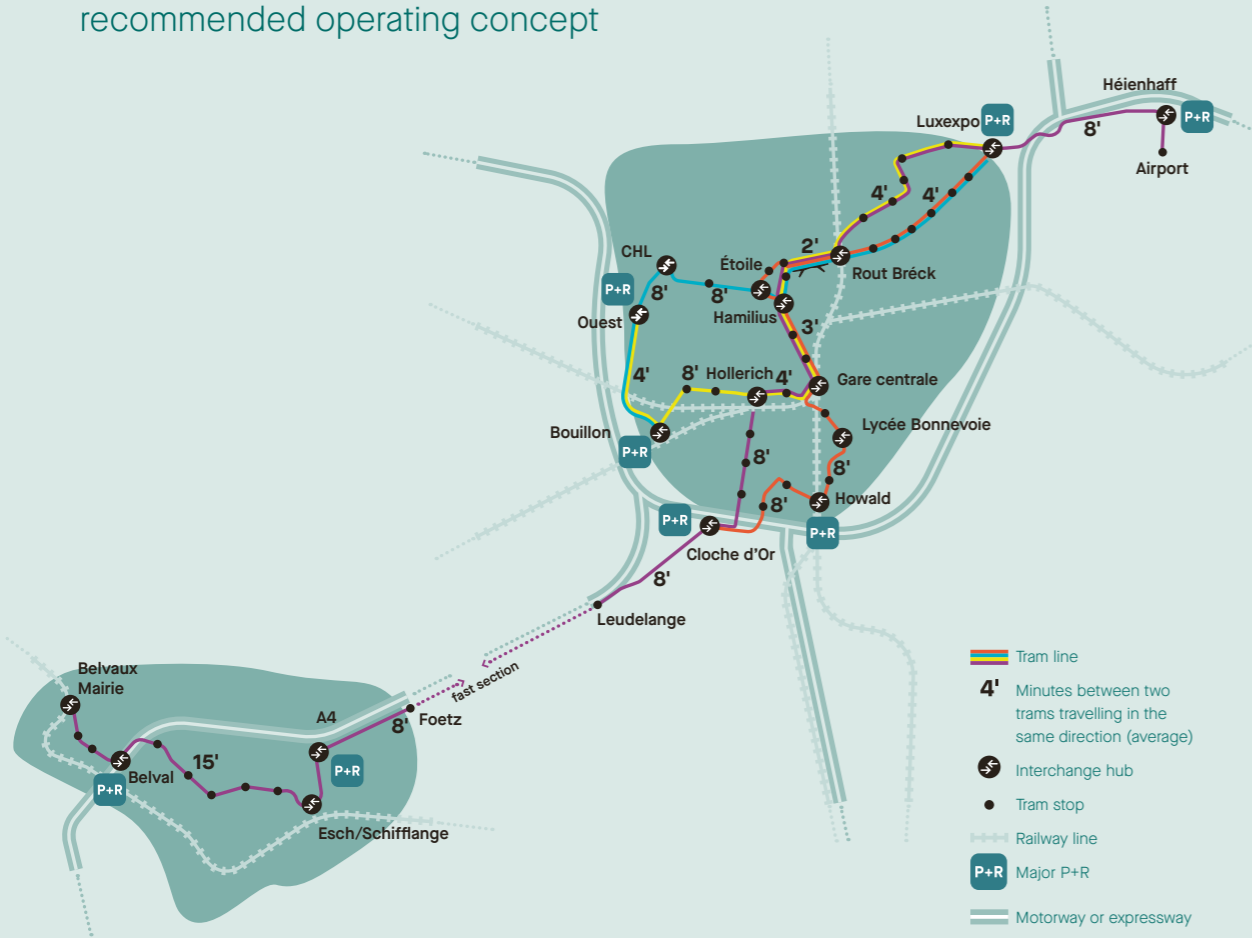 recommended operating concept
Héienhaff
P+R
8'
Airport
Luxexpo
P+R
4'
4'
2'
Rout Bréck
CHL
Étoile
P+R
8'
8'
Ouest
Hamilius
3'
4'
8'
Hollerich
4'
Gare centrale
Bouillon
P+R
Lycée Bonnevoie
8'
8'
8'
Howald
P+R
P+R
Cloche d'Or
8'
Leudelange
fast section
Belvaux
Mairie
A4
8'
Foetz
15'
Belval
P+R
P+R
Esch/Schifflange
Tram line
4'
Minutes between two
trams travelling in the
same direction (average)
Interchange hub
Tram stop
Railway line
P+R
Major P+R
Motorway or expressway